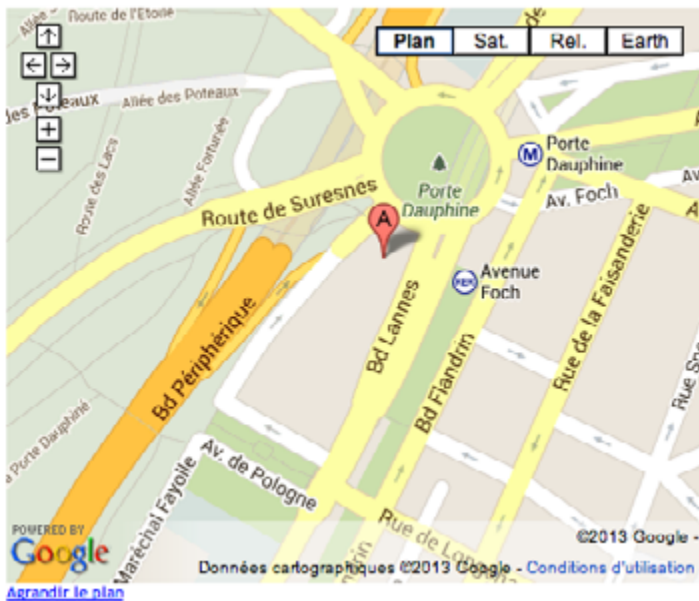 Route de l'Etoile
Plan
Sat.
Rel.
Earth
des Poteaux
Allée des Poteaux
Allée Fortunée
Route des Lacs
M
Porte
Dauphine
Route de Suresnes
Porte
Dauphine
Av. Foch
A
RER
Avenue
Foch
Rue de la Faisanderie
Bd Périphérique
Bd Lannes
Bd Flandrin
la Porte Dauphine
Av. de Pologne
Maréchal Fayolle
Rue de
POWERED BY
Google
©2013 Google -
Données cartographiques ©2013 Google - Conditions d'utilisation
Agrandir le plan